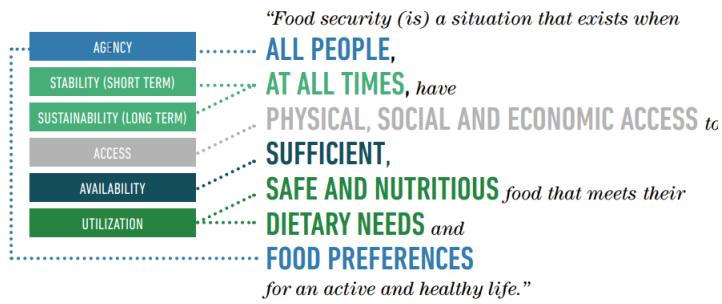 “Food security (is) a situation that exists when
AGENCY
ALL PEOPLE,
STABILITY (SHORT TERM)
AT ALL TIMES, have
SUSTAINABILITY (LONG TERM)
PHYSICAL, SOCIAL AND ECONOMIC ACCESS to
ACCESS
SUFFICIENT,
AVAILABILITY
SAFE AND NUTRITIOUS food that meets their
UTILIZATION
DIETARY NEEDS and
FOOD PREFERENCES
for an active and healthy life.”